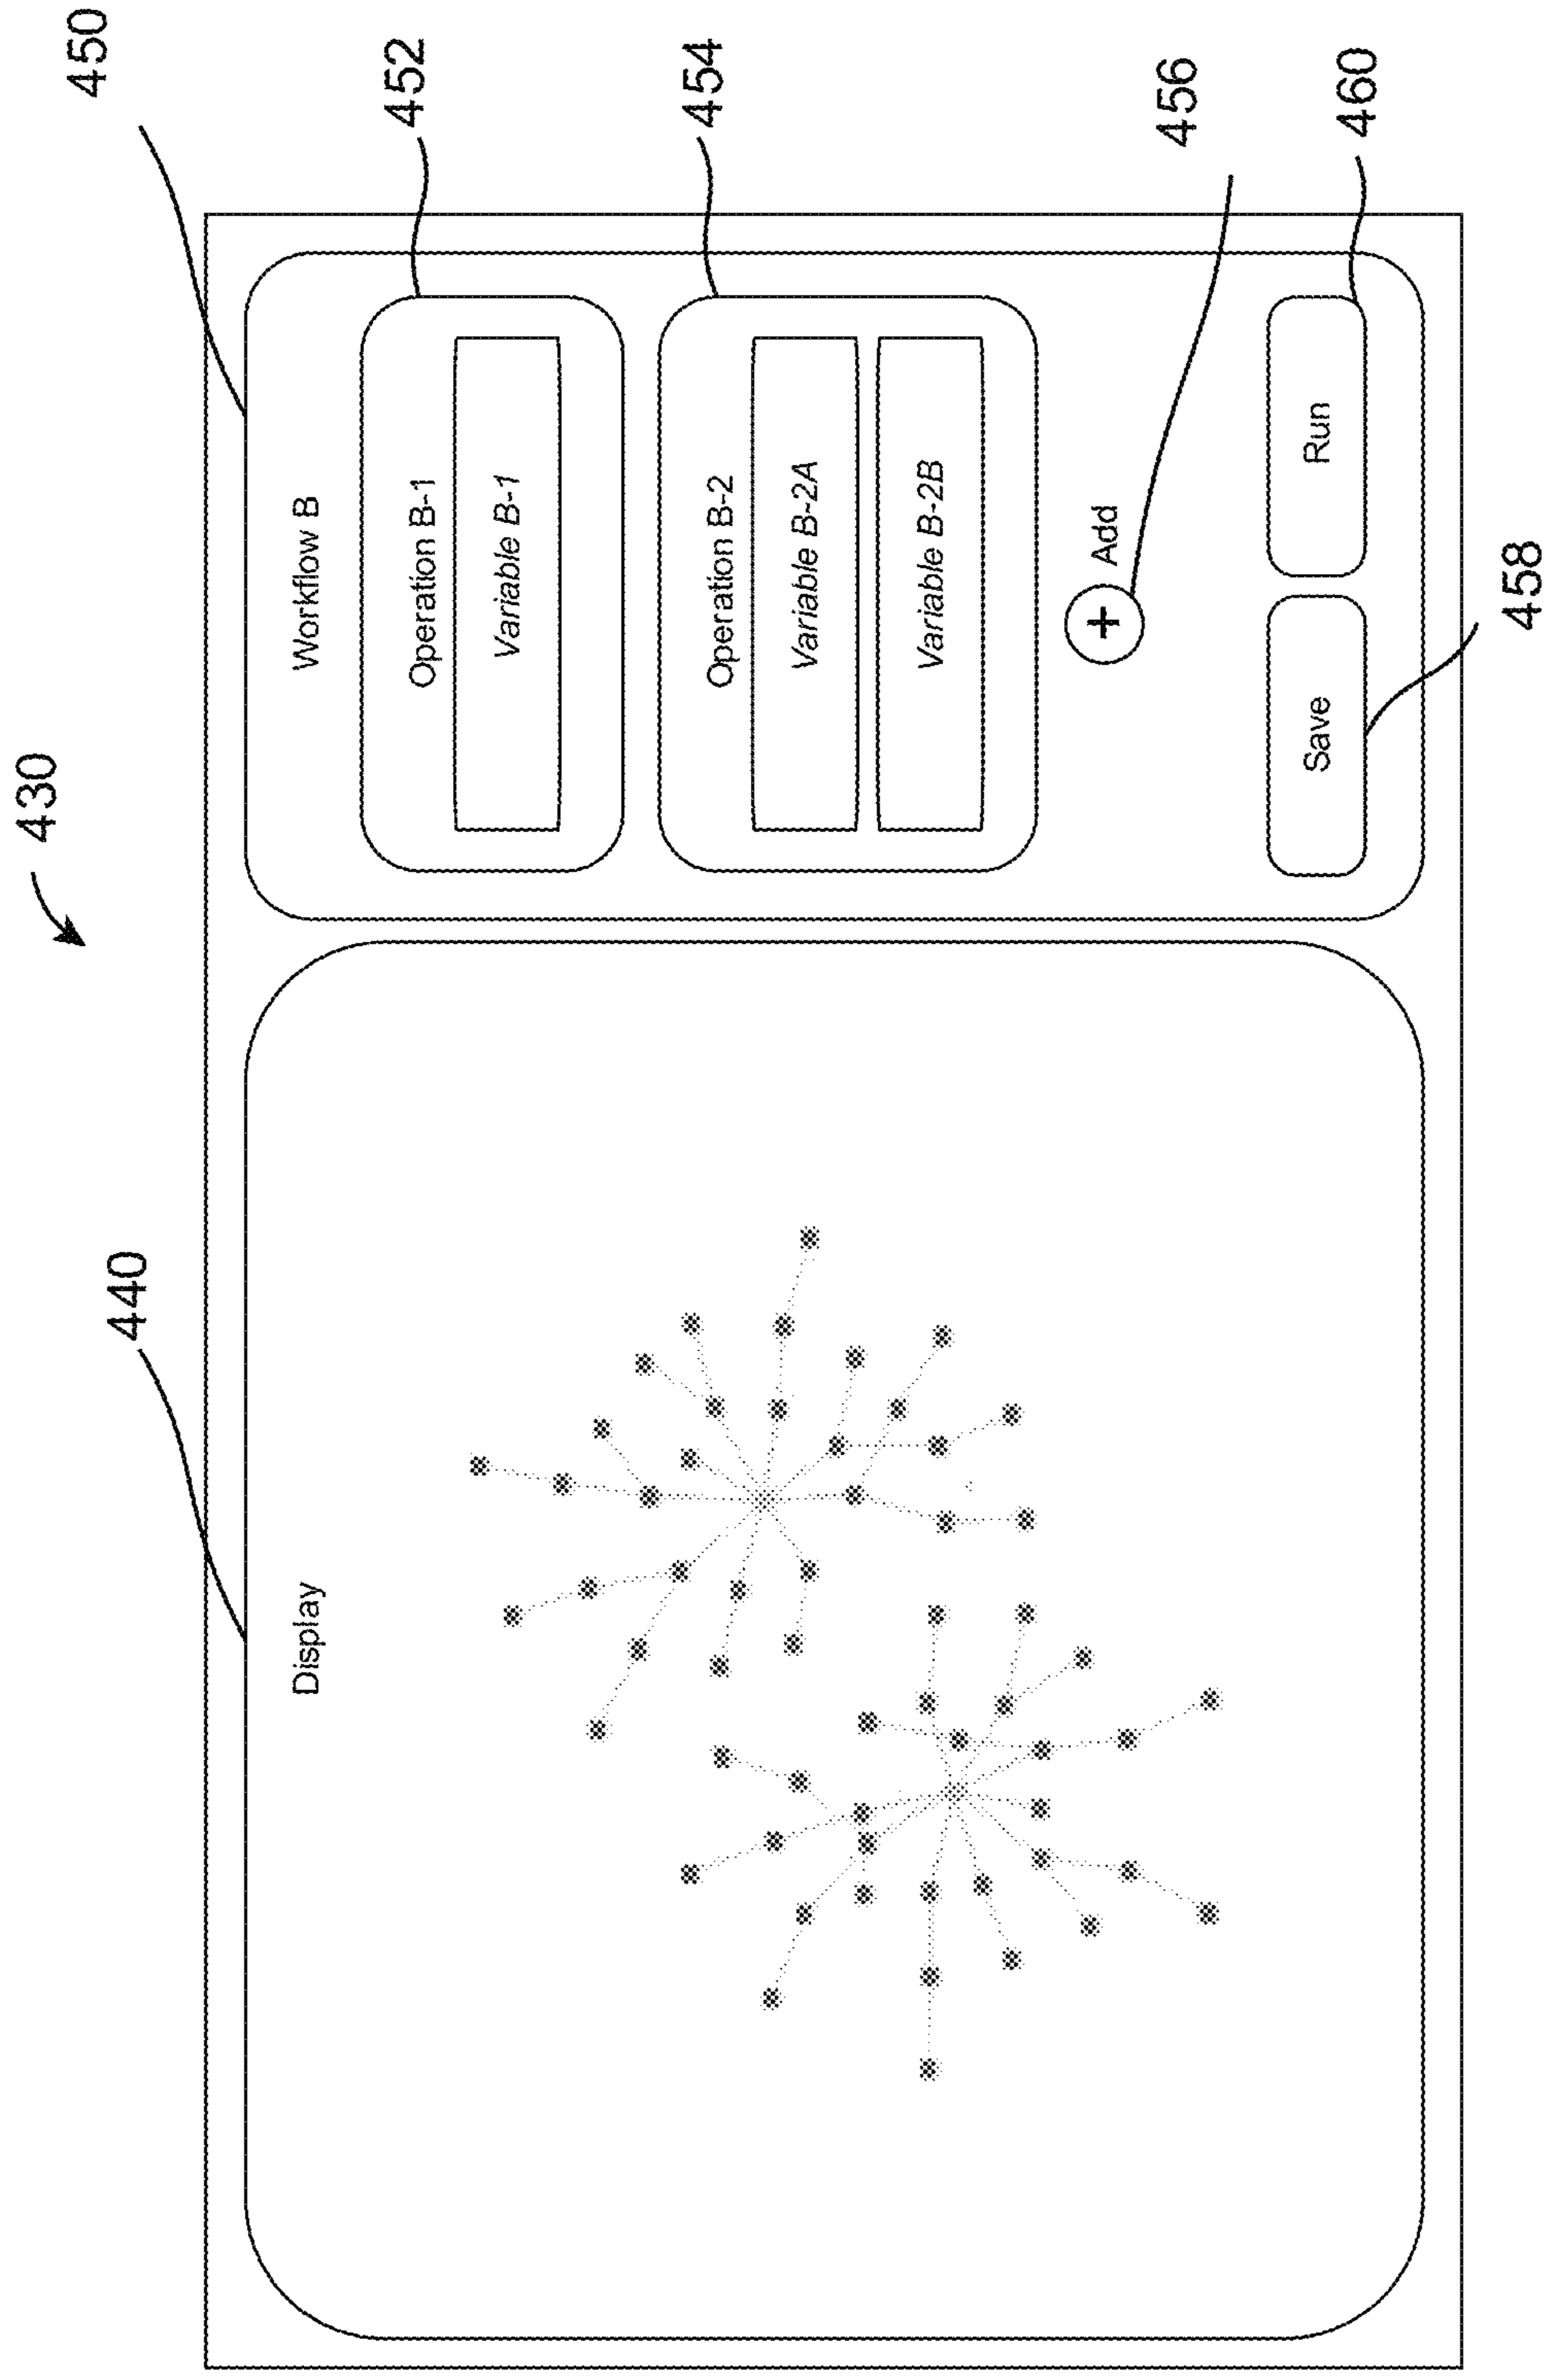 430
440
450
Display
Workflow B
452
Operation B-1
Variable B-1
454
Operation B-2
Variable B-2A
Variable B-2B
+ Add
456
Save
Run
460
458